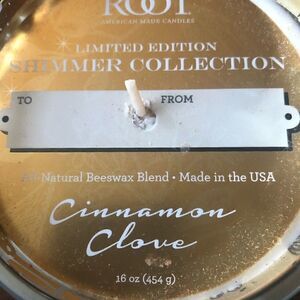 ROOT
AMERICAN MADE CANDLES
LIMITED EDITION
SHIMMER COLLECTION
TO FROM
-Natural Beeswax Blend • Made in the USA
Cinnamon
Clove
16 oz (454 g)